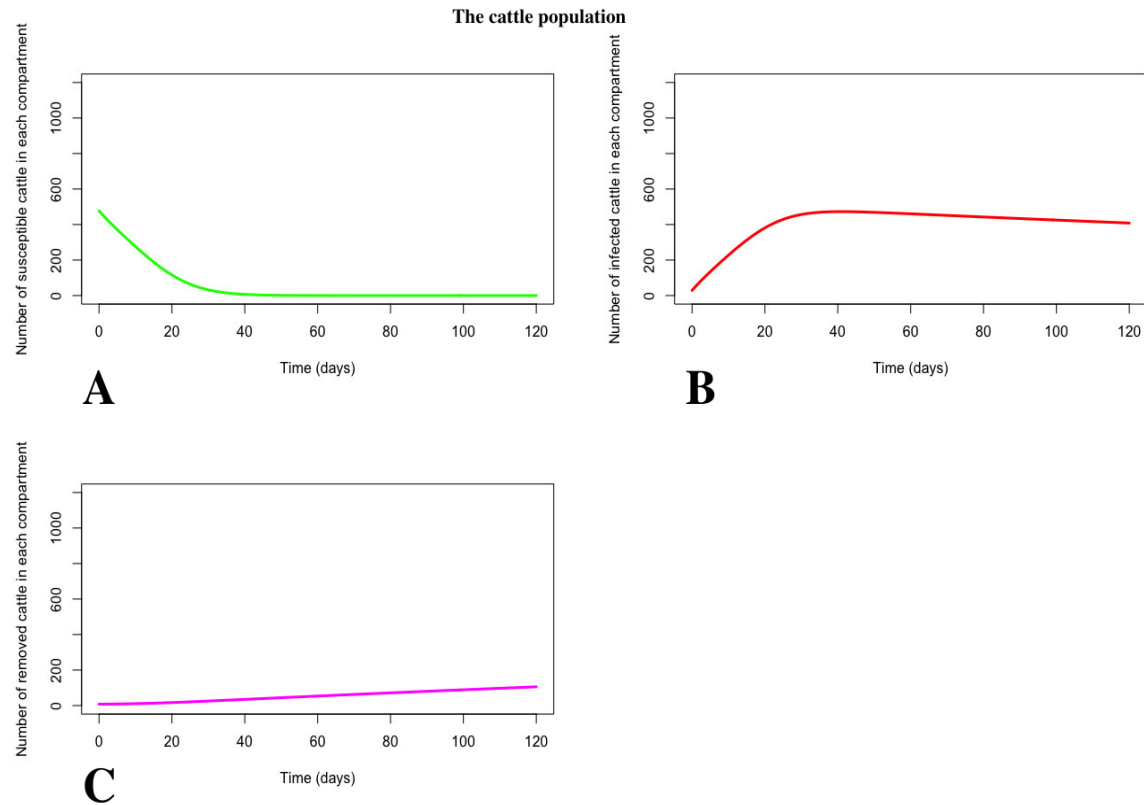 The cattle population
Number of susceptible cattle in each compartment
1000
600
200
0
0 20 40 60 80 100 120
Time (days)
A
Number of infected cattle in each compartment
1000
600
200
0
0 20 40 60 80 100 120
Time (days)
B
Number of removed cattle in each compartment
1000
600
200
0
0 20 40 60 80 100 120
Time (days)
C